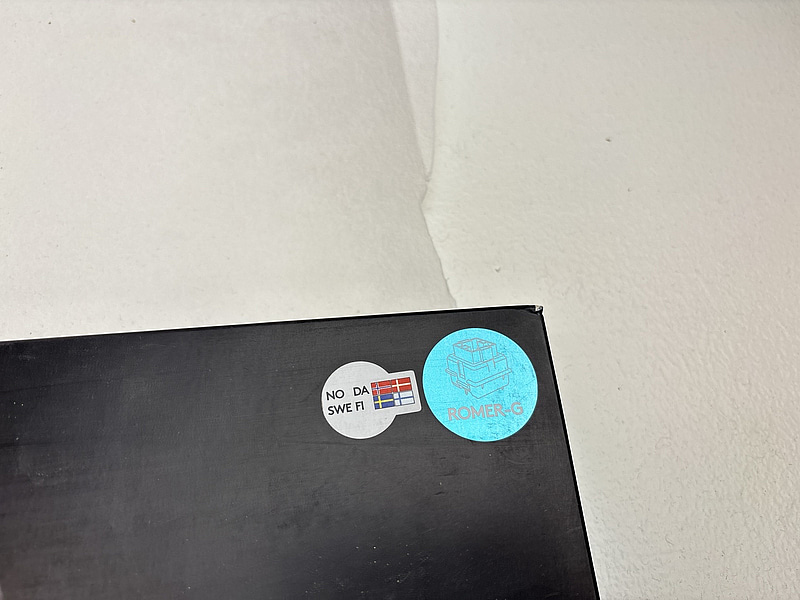 NO DA
SWE FI
ROMER-G